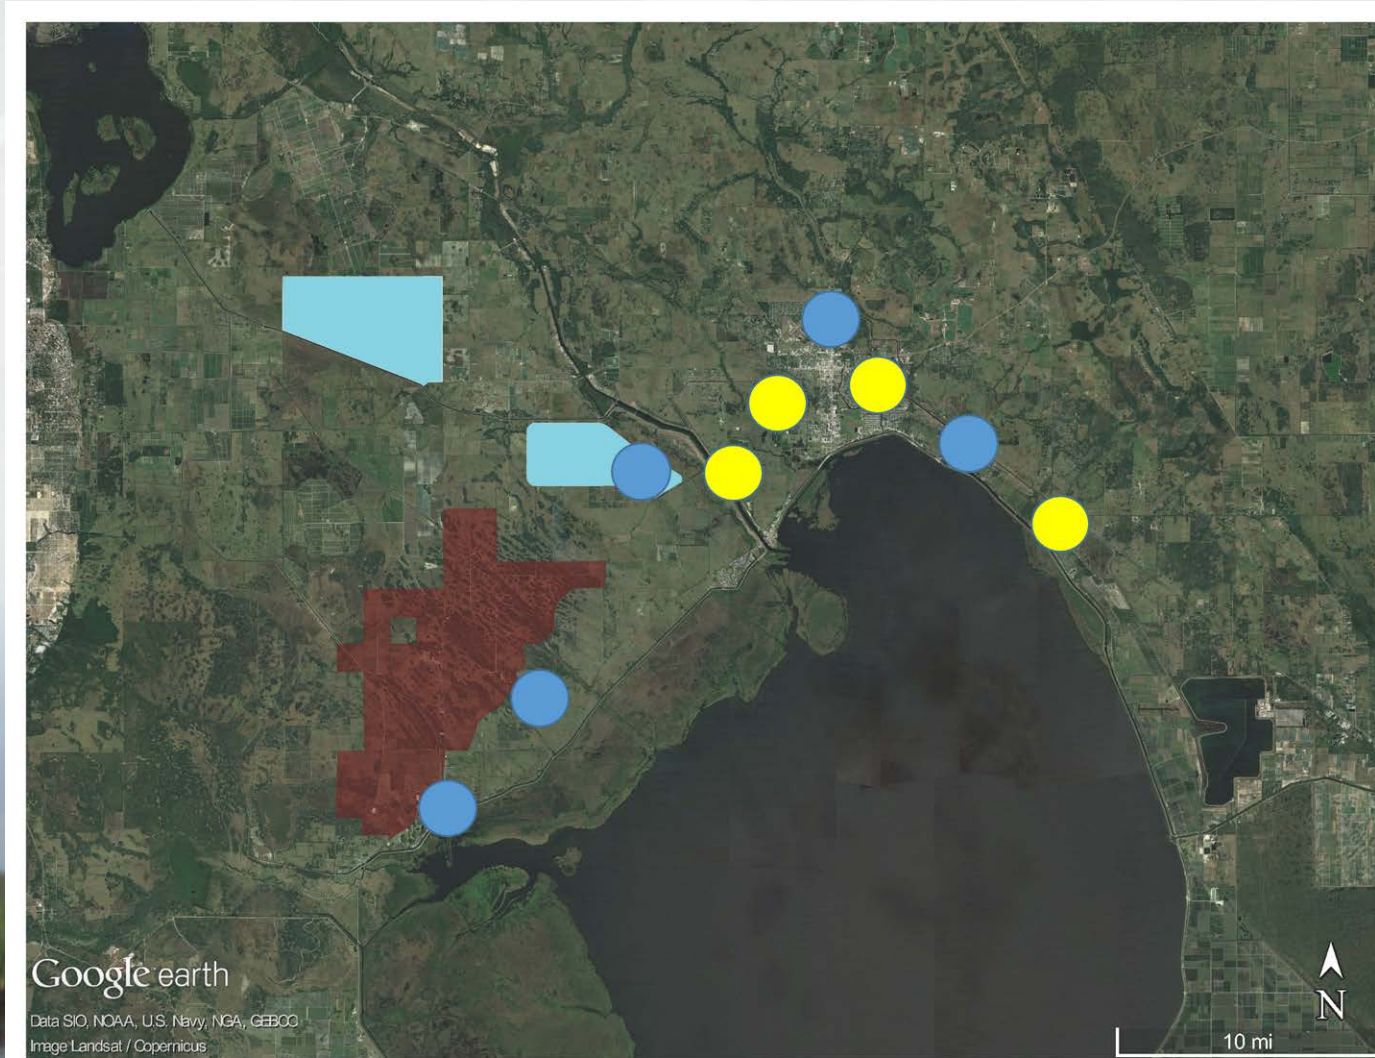 Google earth
Data SIO, NOAA, U.S. Navy, NGA, GEBCO
Image Landsat / Copernicus
N
10 mi